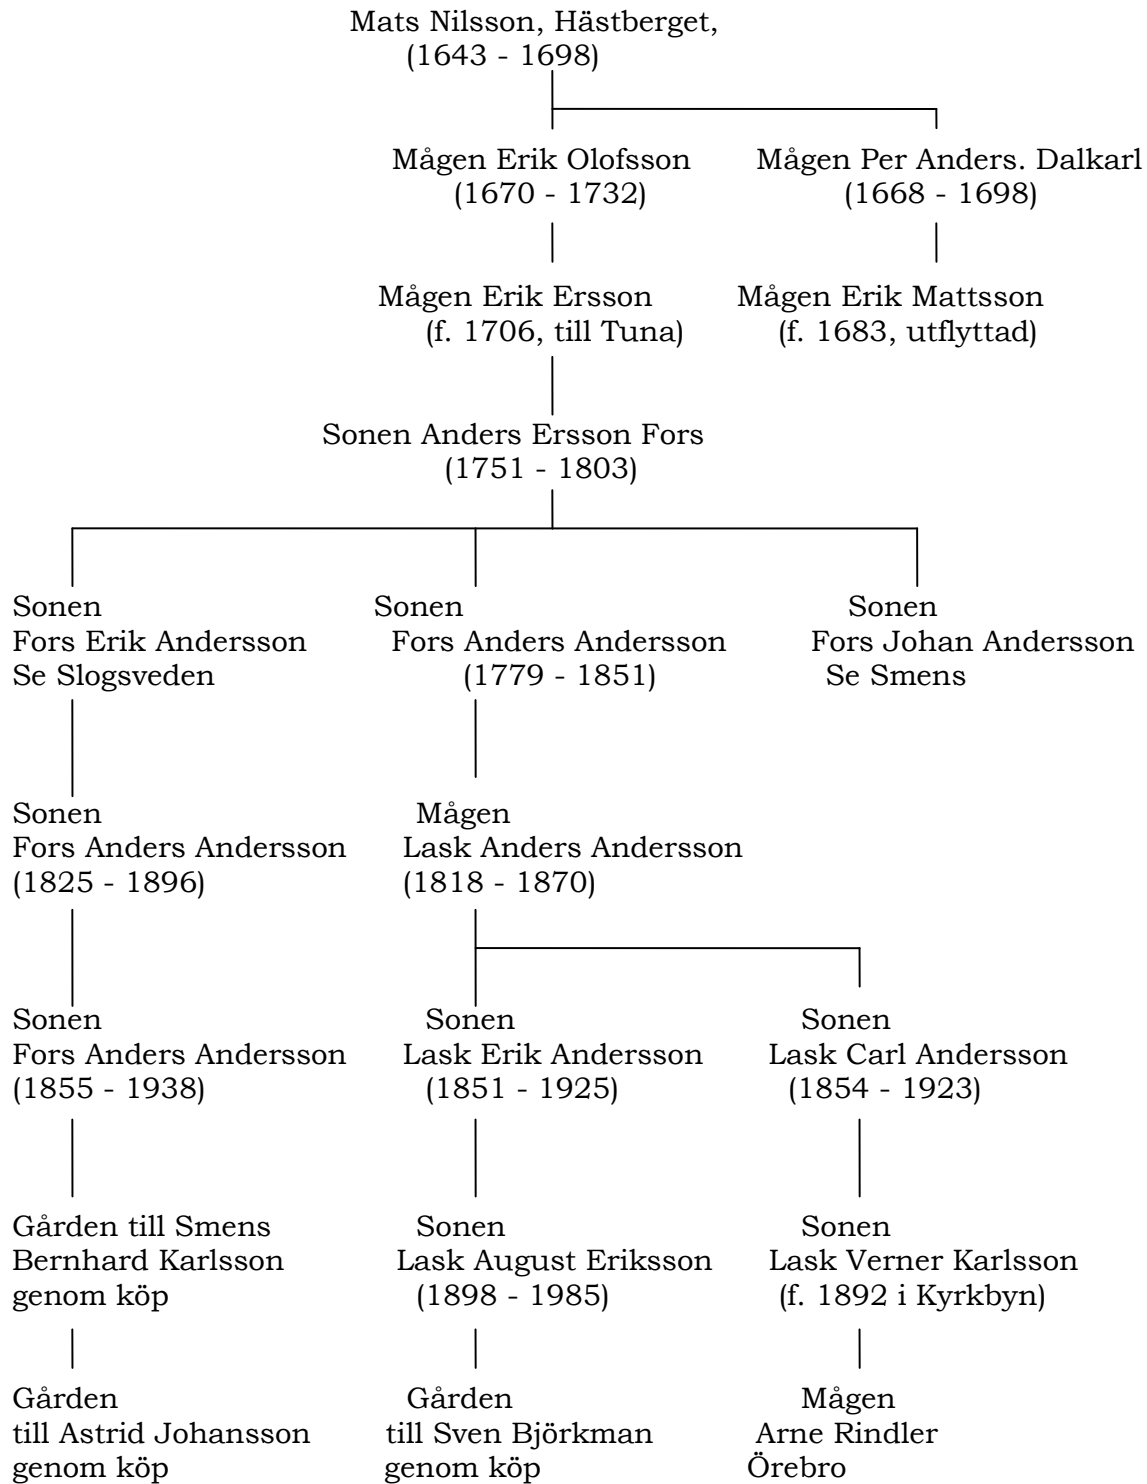 Mats Nilsson, Hästberget,
(1643 - 1698)
Mågen Erik Olofsson
(1670 - 1732)
Mågen Per Anders. Dalkarl
(1668 - 1698)
Mågen Erik Ersson
(f. 1706, till Tuna)
Mågen Erik Mattsson
(f. 1683, utflyttad)
Sonen Anders Ersson Fors
(1751 - 1803)
Sonen
Fors Erik Andersson
Se Slogsveden
Sonen
Fors Anders Andersson
(1779 - 1851)
Sonen
Fors Johan Andersson
Se Smens
Sonen
Fors Anders Andersson
(1825 - 1896)
Mågen
Lask Anders Andersson
(1818 - 1870)
Sonen
Fors Anders Andersson
(1855 - 1938)
Sonen
Lask Erik Andersson
(1851 - 1925)
Sonen
Lask Carl Andersson
(1854 - 1923)
Gården till Smens
Bernhard Karlsson
genom köp
Sonen
Lask August Eriksson
(1898 - 1985)
Sonen
Lask Verner Karlsson
(f. 1892 i Kyrkbyn)
Gården
till Astrid Johansson
genom köp
Gården
till Sven Björkman
genom köp
Mågen
Arne Rindler
Örebro